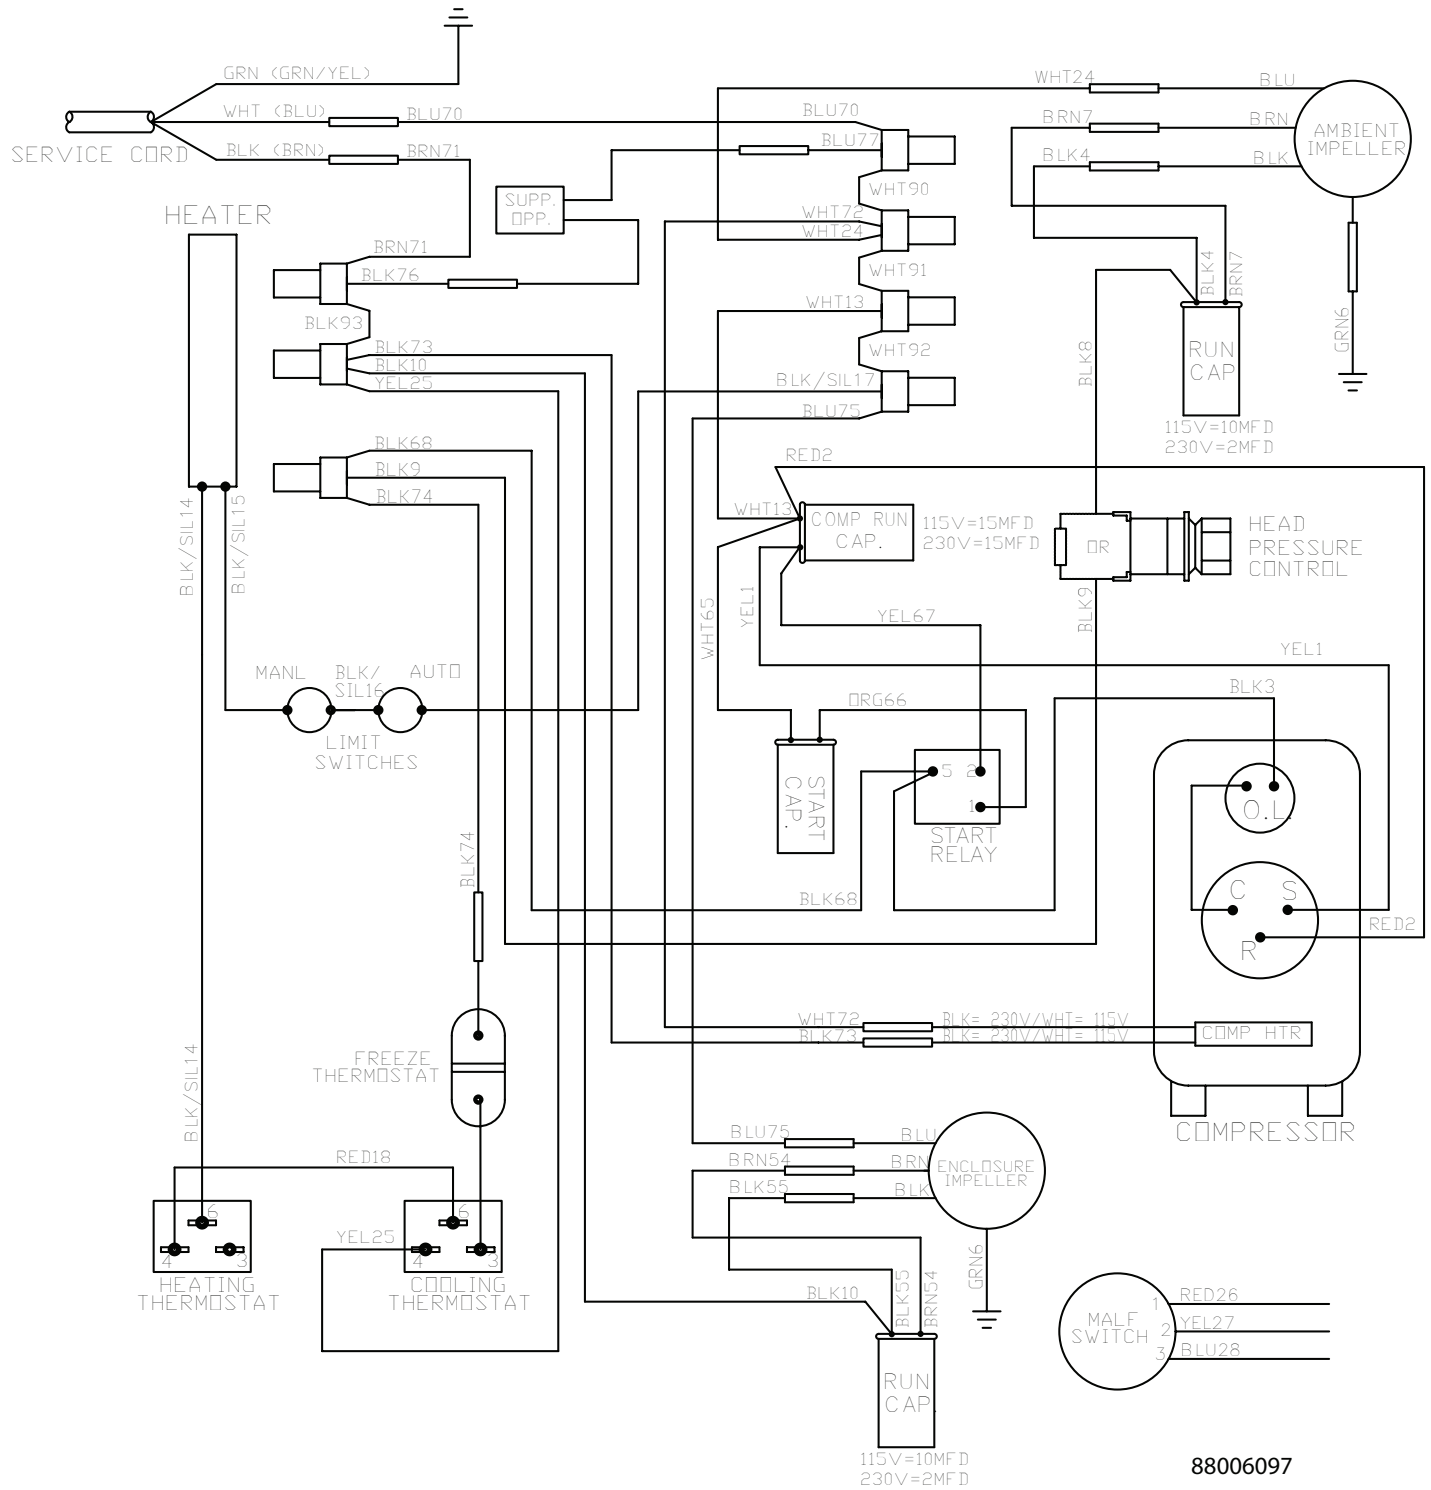 GRN (GRN/YEL)
WHT (BLU)
BLU70
SERVICE CORD
BLK (BRN)
BRN71
HEATER
SUPP.
OPP.
BRN71
BLK76
BLK93
BLK73
BLK10
YEL25
BLK68
BLK9
BLK74
BLK/SIL14
BLK/SIL15
BLU70
BLU77
WHT90
WHT72
WHT24
WHT91
WHT13
WHT92
BLK/SIL17
BLU75
RED2
WHT24
BLU
BRN7
BRN
BLK4
BLK
AMBIENT
IMPELLER
BLK4
BRN7
GRN6
BLK8
RUN
CAP
115V=10MFD
230V=2MFD
WHT13
COMP RUN
CAP.
115V=15MFD
230V=15MFD
OR
HEAD
PRESSURE
CONTROL
BLK9
WHT65
YEL1
YEL67
YEL1
BLK3
MANL
BLK/
SIL16
AUTO
LIMIT
SWITCHES
ORG66
START
CAP.
5
2
1
START
RELAY
O.L.
BLK74
BLK68
C
S
R
RED2
WHT72
BLK= 230V/WHT= 115V
BLK73
BLK= 230V/WHT= 115V
COMP HTR
COMPRESSOR
FREEZE
THERMOSTAT
BLK/SIL14
RED18
6
4
3
HEATING
THERMOSTAT
YEL25
6
4
3
COOLING
THERMOSTAT
BLU75
BLU
BRN54
BRN
BLK55
BLK
ENCLOSURE
IMPELLER
GRN6
BLK10
BLK55
BRN54
RUN
CAP
115V=10MFD
230V=2MFD
MALF
SWITCH
1
RED26
2
YEL27
3
BLU28
88006097